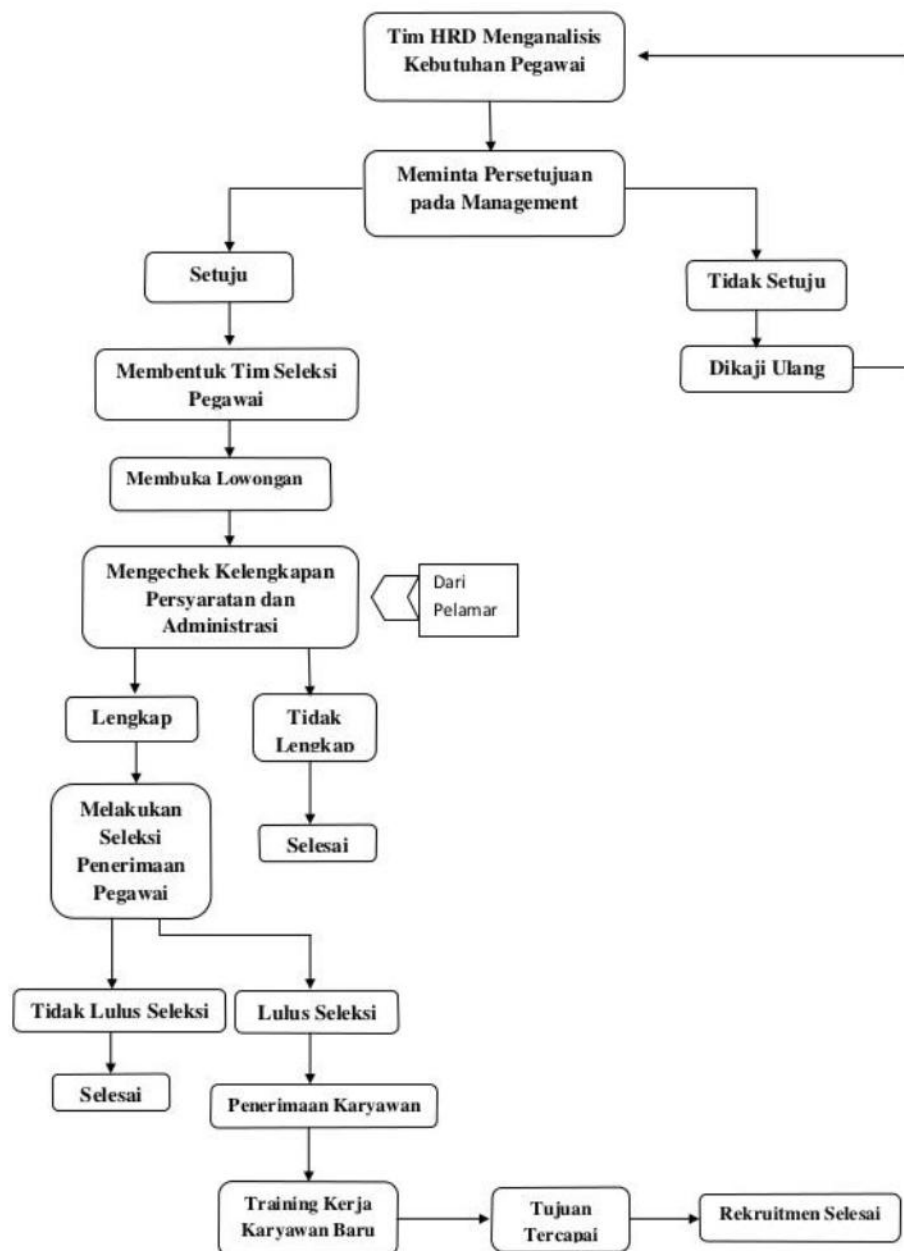 Tim HRD Menganalisis
Kebutuhan Pegawai
Meminta Persetujuan
pada Management
Setuju
Tidak Setuju
Membentuk Tim Seleksi
Pegawai
Dikaji Ulang
Membuka Lowongan
Mengechek Kelengkapan
Persyaratan dan
Administrasi
Dari
Pelamar
Lengkap
Tidak
Lengkap
Melakukan
Seleksi
Penerimaan
Pegawai
Selesai
Tidak Lulus Seleksi
Lulus Seleksi
Selesai
Penerimaan Karyawan
Training Kerja
Karyawan Baru
Tujuan
Tercapai
Rekruitmen Selesai